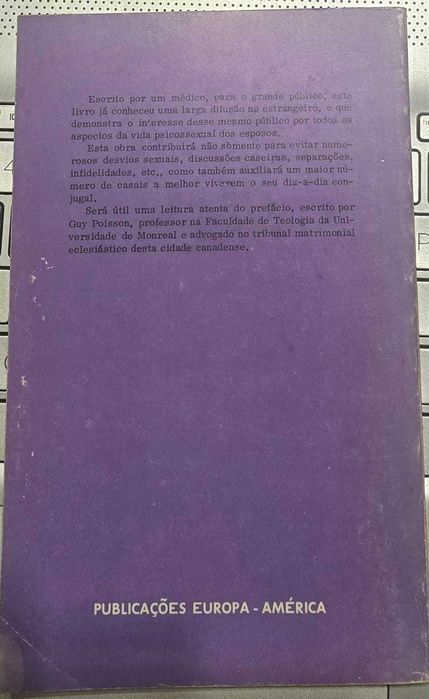 Escrito por um médico, para o grande público, este
livro já conheceu uma larga difusão no estrangeiro, o que
demonstra o interesse desse mesmo público por todos os
aspectos da vida psicossexual dos esposos.
Esta obra contribuirá não sòmente para evitar nume-
rosos desvios sexuais, discussões caseiras, separações,
infidelidades, etc., como também auxiliará um maior nú-
mero de casais a melhor viverem o seu dia-a-dia con-
jugal.
Será útil uma leitura atenta do prefácio, escrito por
Guy Poisson, professor na Faculdade de Teologia da Uni-
versidade de Monreal e advogado no tribunal matrimonial
eclesiástico desta cidade canadense.
PUBLICAÇÕES EUROPA - AMÉRICA